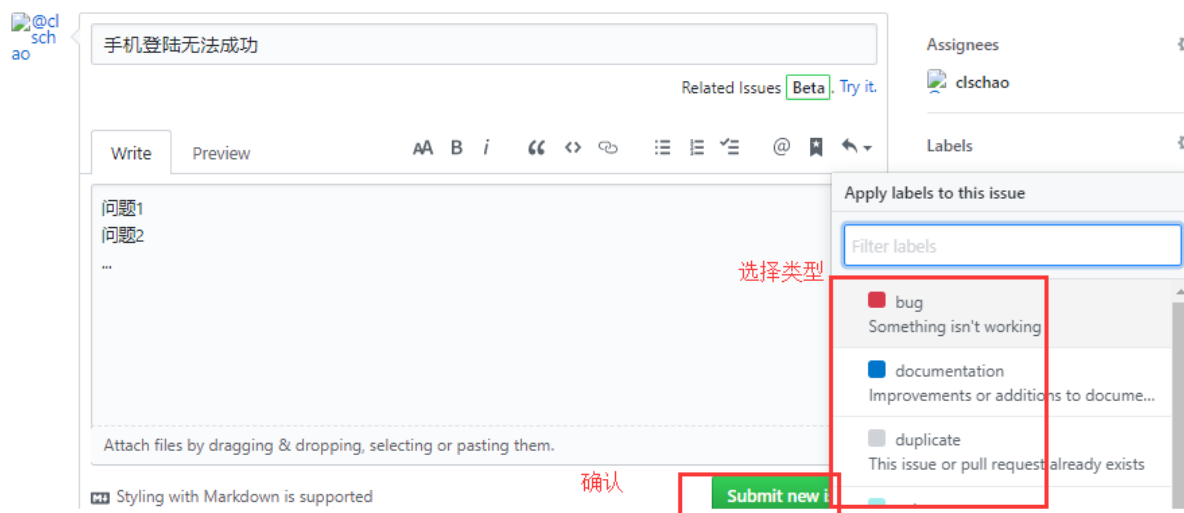 @cl
sch
ao
手机登陆无法成功
Related Issues Beta. Try it.
Write
Preview
AA B i
问题1
问题2
...
Attach files by dragging & dropping, selecting or pasting them.
Styling with Markdown is supported
确认
Submit new i
Assignees
clschao
Labels
Apply labels to this issue
Filter labels
选择类型
bug
Something isn't working
documentation
Improvements or additions to docume...
duplicate
This issue or pull request already exists